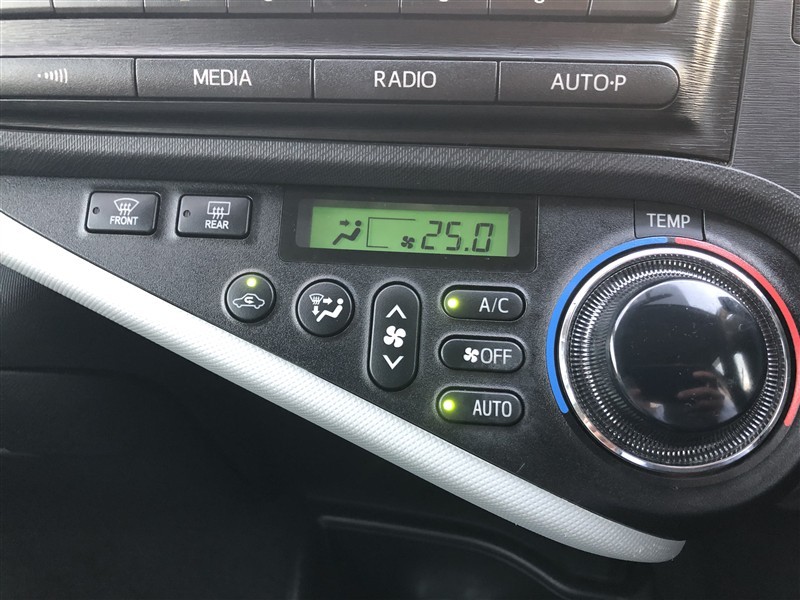 MEDIA RADIO AUTO•P
FRONT REAR 25.0 TEMP
A/C
OFF
AUTO